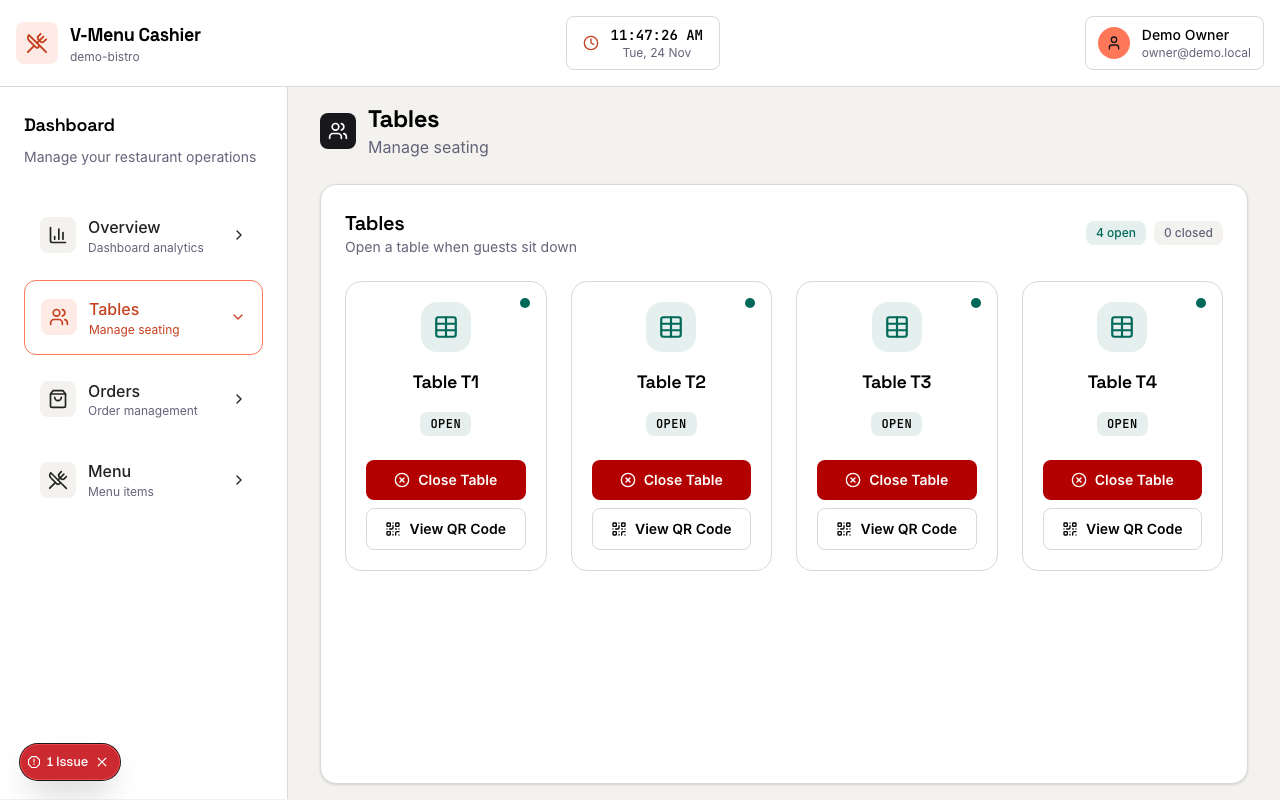 V-Menu Cashier
demo-bistro
11:47:26 AM
Tue, 24 Nov
Demo Owner
owner@demo.local
Dashboard
Manage your restaurant operations
Overview
Dashboard analytics
Tables
Manage seating
Orders
Order management
Menu
Menu items
1 Issue
Tables
Manage seating
Tables
Open a table when guests sit down
4 open
0 closed
Table T1
OPEN
Close Table
View QR Code
Table T2
OPEN
Close Table
View QR Code
Table T3
OPEN
Close Table
View QR Code
Table T4
OPEN
Close Table
View QR Code